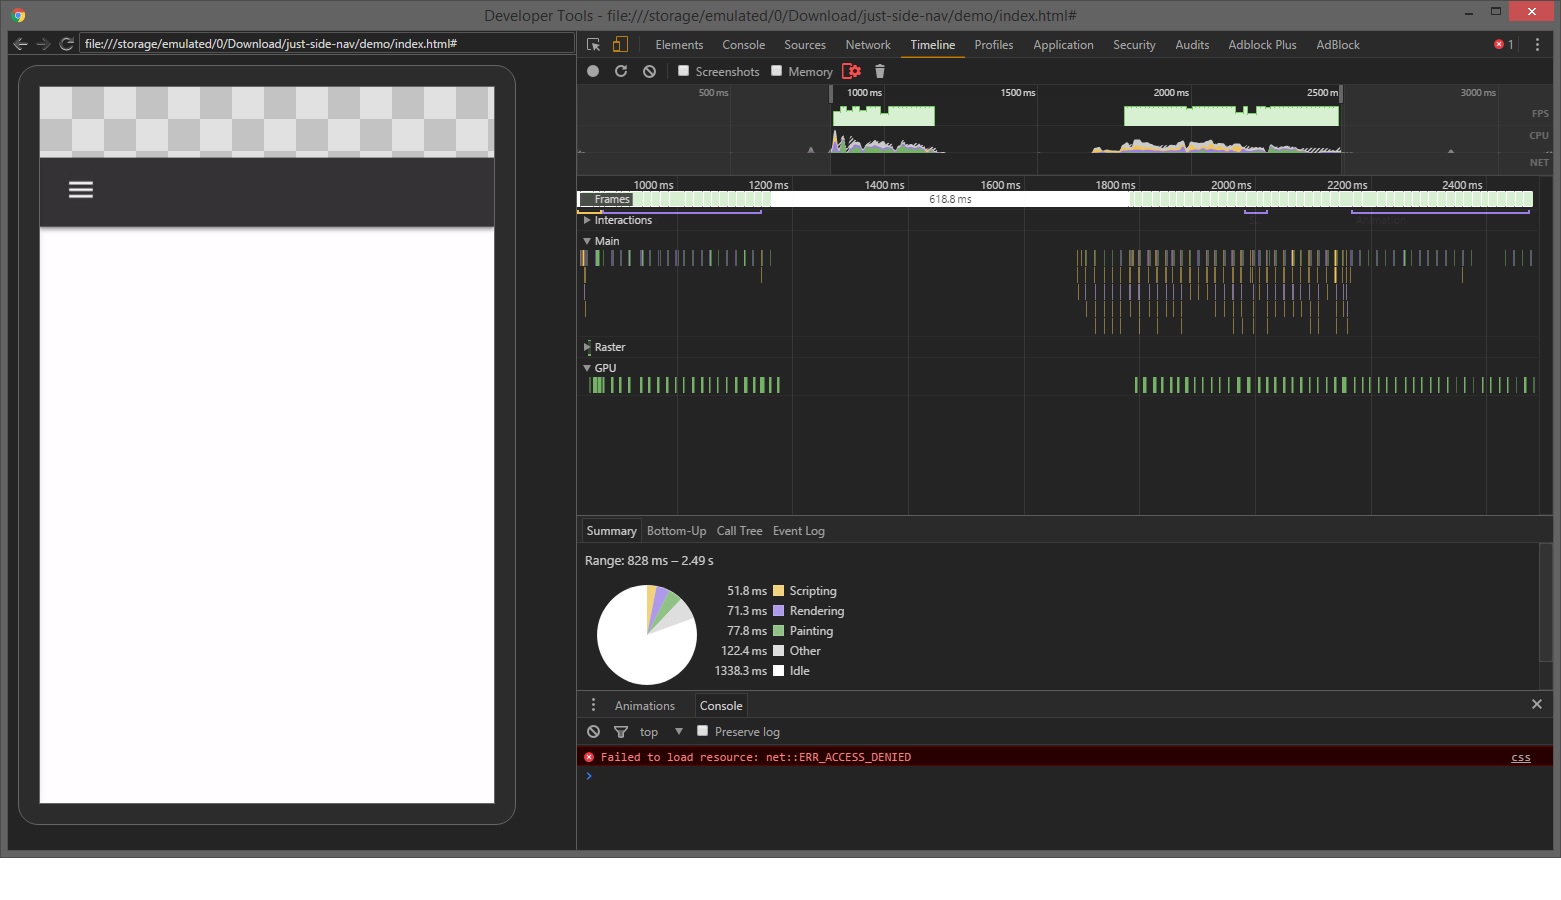 Developer Tools - file:///storage/emulated/0/Download/just-side-nav/demo/index.html#
file:///storage/emulated/0/Download/just-side-nav/demo/index.html#
Elements Console Sources Network Timeline Profiles Application Security Audits Adblock Plus AdBlock 1
Screenshots Memory
500 ms 1000 ms 1500 ms 2000 ms 2500 m 3000 ms
FPS
CPU
NET
1000 ms 1200 ms 1400 ms 1600 ms 1800 ms 2000 ms 2200 ms 2400 ms
Frames 618.8 ms
Interactions
Main
Raster
GPU
Summary Bottom-Up Call Tree Event Log
Range: 828 ms – 2.49 s
51.8 ms Scripting
71.3 ms Rendering
77.8 ms Painting
122.4 ms Other
1338.3 ms Idle
Animations Console
top Preserve log
Failed to load resource: net::ERR_ACCESS_DENIED css